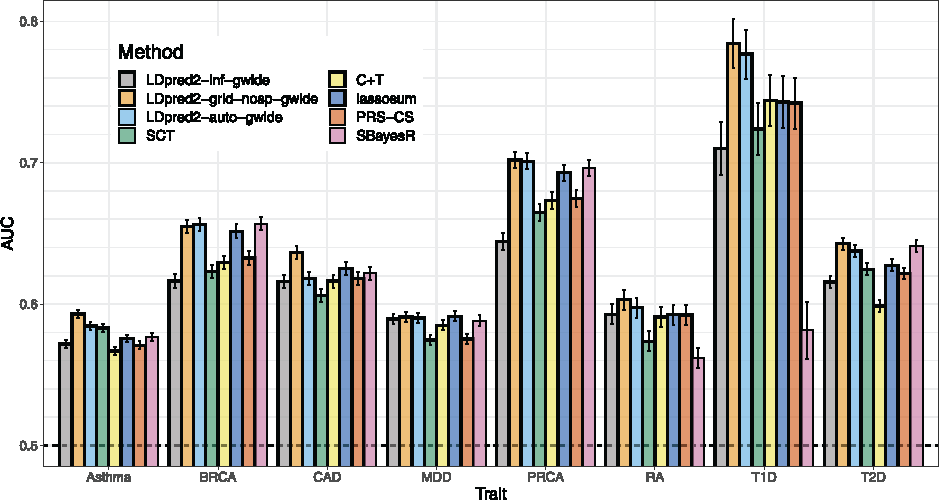 0.8
0.7
0.6
0.5
AUC
Method
LDpred2-inf-gwide
LDpred2-grid-nosp-gwide
LDpred2-auto-gwide
SCT
C+T
lassosum
PRS-CS
SBayesR
Asthma
BRCA
CAD
MDD
PRCA
RA
T1D
T2D
Trait